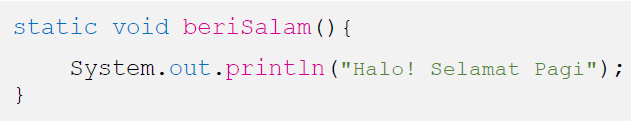 static void beriSalam(){
    System.out.println("Halo! Selamat Pagi");
}